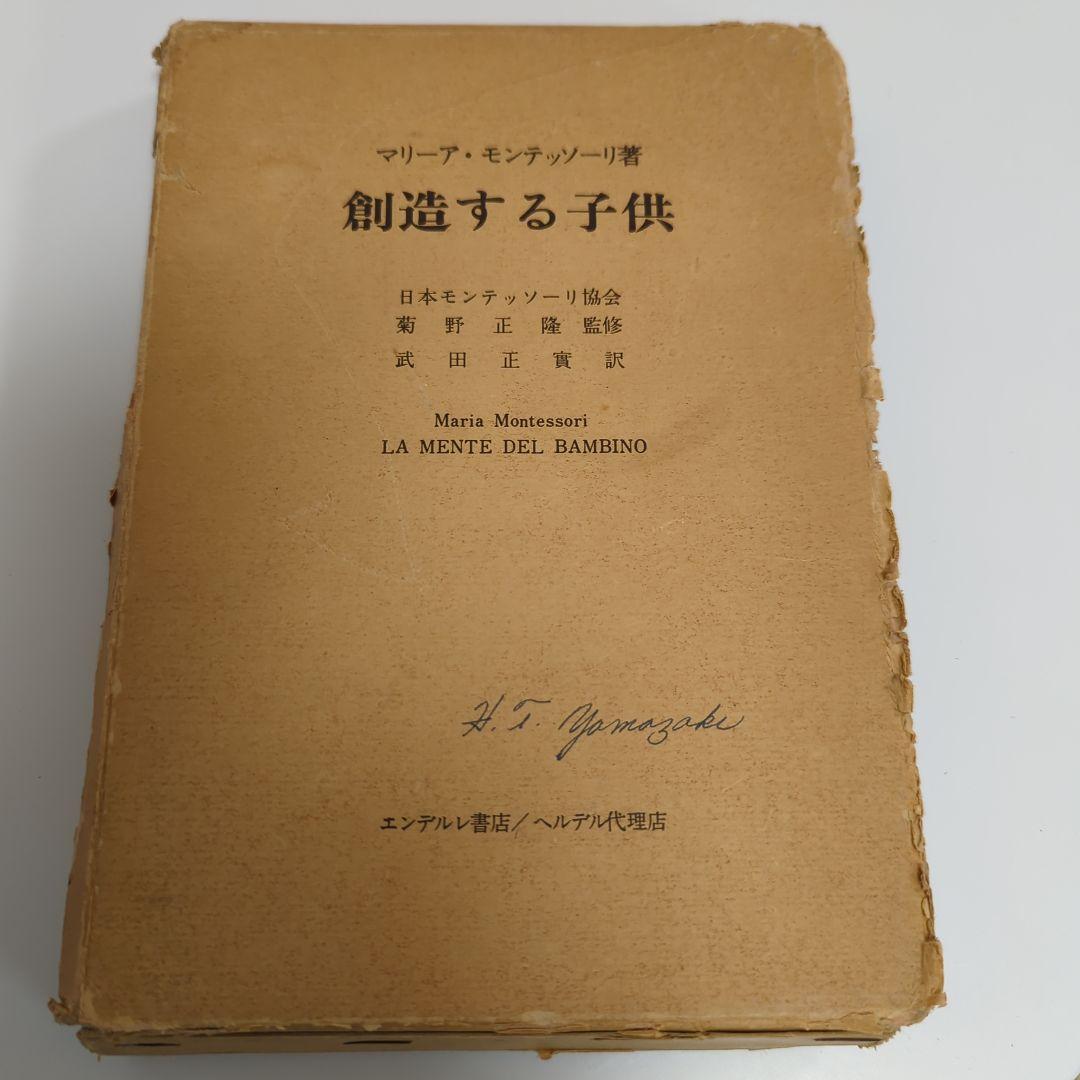 マリーア・モンテッソーリ著
創造する子供
日本モンテッソーリ協会
菊野正隆監修
武田正實訳
Maria Montessori
LA MENTE DEL BAMBINO
H. T. Yamazaki
エンデルレ書店/ヘルデル代理店